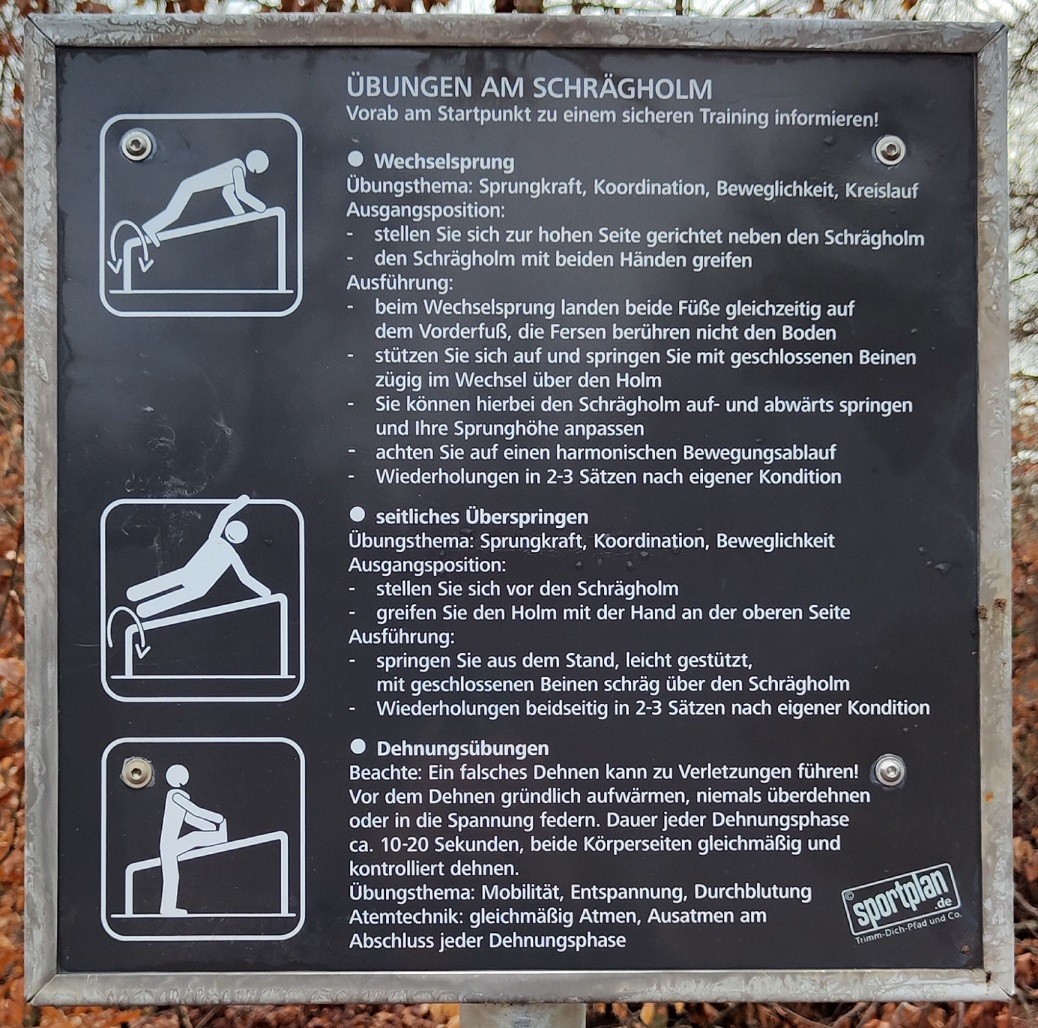 ÜBUNGEN AM SCHRÄGHOLM
Vorab am Startpunkt zu einem sicheren Training informieren!
● Wechselsprung
Übungsthema: Sprungkraft, Koordination, Beweglichkeit, Kreislauf
Ausgangsposition:
- stellen Sie sich zur hohen Seite gerichtet neben den Schrägholm
- den Schrägholm mit beiden Händen greifen
Ausführung:
- beim Wechselsprung landen beide Füße gleichzeitig auf
dem Vorderfuß, die Fersen berühren nicht den Boden
- stützen Sie sich auf und springen Sie mit geschlossenen Beinen
zügig im Wechsel über den Holm
- Sie können hierbei den Schrägholm auf- und abwärts springen
und Ihre Sprunghöhe anpassen
- achten Sie auf einen harmonischen Bewegungsablauf
- Wiederholungen in 2-3 Sätzen nach eigener Kondition
● seitliches Überspringen
Übungsthema: Sprungkraft, Koordination, Beweglichkeit
Ausgangsposition:
- stellen Sie sich vor den Schrägholm
- greifen Sie den Holm mit der Hand an der oberen Seite
Ausführung:
- springen Sie aus dem Stand, leicht gestützt,
mit geschlossenen Beinen schräg über den Schrägholm
- Wiederholungen beidseitig in 2-3 Sätzen nach eigener Kondition
● Dehnungsübungen
Beachte: Ein falsches Dehnen kann zu Verletzungen führen!
Vor dem Dehnen gründlich aufwärmen, niemals überdehnen
oder in die Spannung federn. Dauer jeder Dehnungsphase
ca. 10-20 Sekunden, beide Körperseiten gleichmäßig und
kontrolliert dehnen.
Übungsthema: Mobilität, Entspannung, Durchblutung
Atemtechnik: gleichmäßig Atmen, Ausatmen am
Abschluss jeder Dehnungsphase
© sportplan
.de
Trimm-Dich-Pfad und Co.